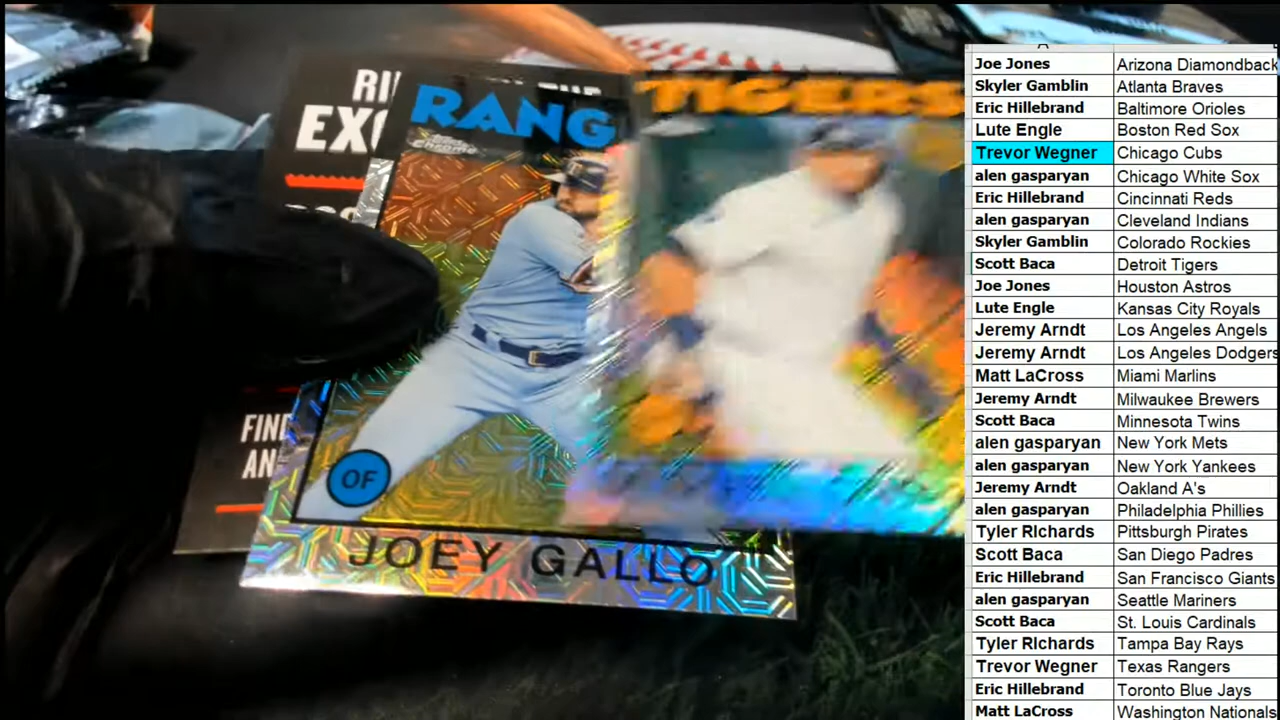 RANG
TIGERS
OF
JOEY GALLO
FIN
AN
Joe Jones Arizona Diamondback
Skyler Gamblin Atlanta Braves
Eric Hillebrand Baltimore Orioles
Lute Engle Boston Red Sox
Trevor Wegner Chicago Cubs
alen gasparyan Chicago White Sox
Eric Hillebrand Cincinnati Reds
alen gasparyan Cleveland Indians
Skyler Gamblin Colorado Rockies
Scott Baca Detroit Tigers
Joe Jones Houston Astros
Lute Engle Kansas City Royals
Jeremy Arndt Los Angeles Angels
Jeremy Arndt Los Angeles Dodgers
Matt LaCross Miami Marlins
Jeremy Arndt Milwaukee Brewers
Scott Baca Minnesota Twins
alen gasparyan New York Mets
alen gasparyan New York Yankees
Jeremy Arndt Oakland A's
alen gasparyan Philadelphia Phillies
Tyler RIchards Pittsburgh Pirates
Scott Baca San Diego Padres
Eric Hillebrand San Francisco Giants
alen gasparyan Seattle Mariners
Scott Baca St. Louis Cardinals
Tyler RIchards Tampa Bay Rays
Trevor Wegner Texas Rangers
Eric Hillebrand Toronto Blue Jays
Matt LaCross Washington Nationals